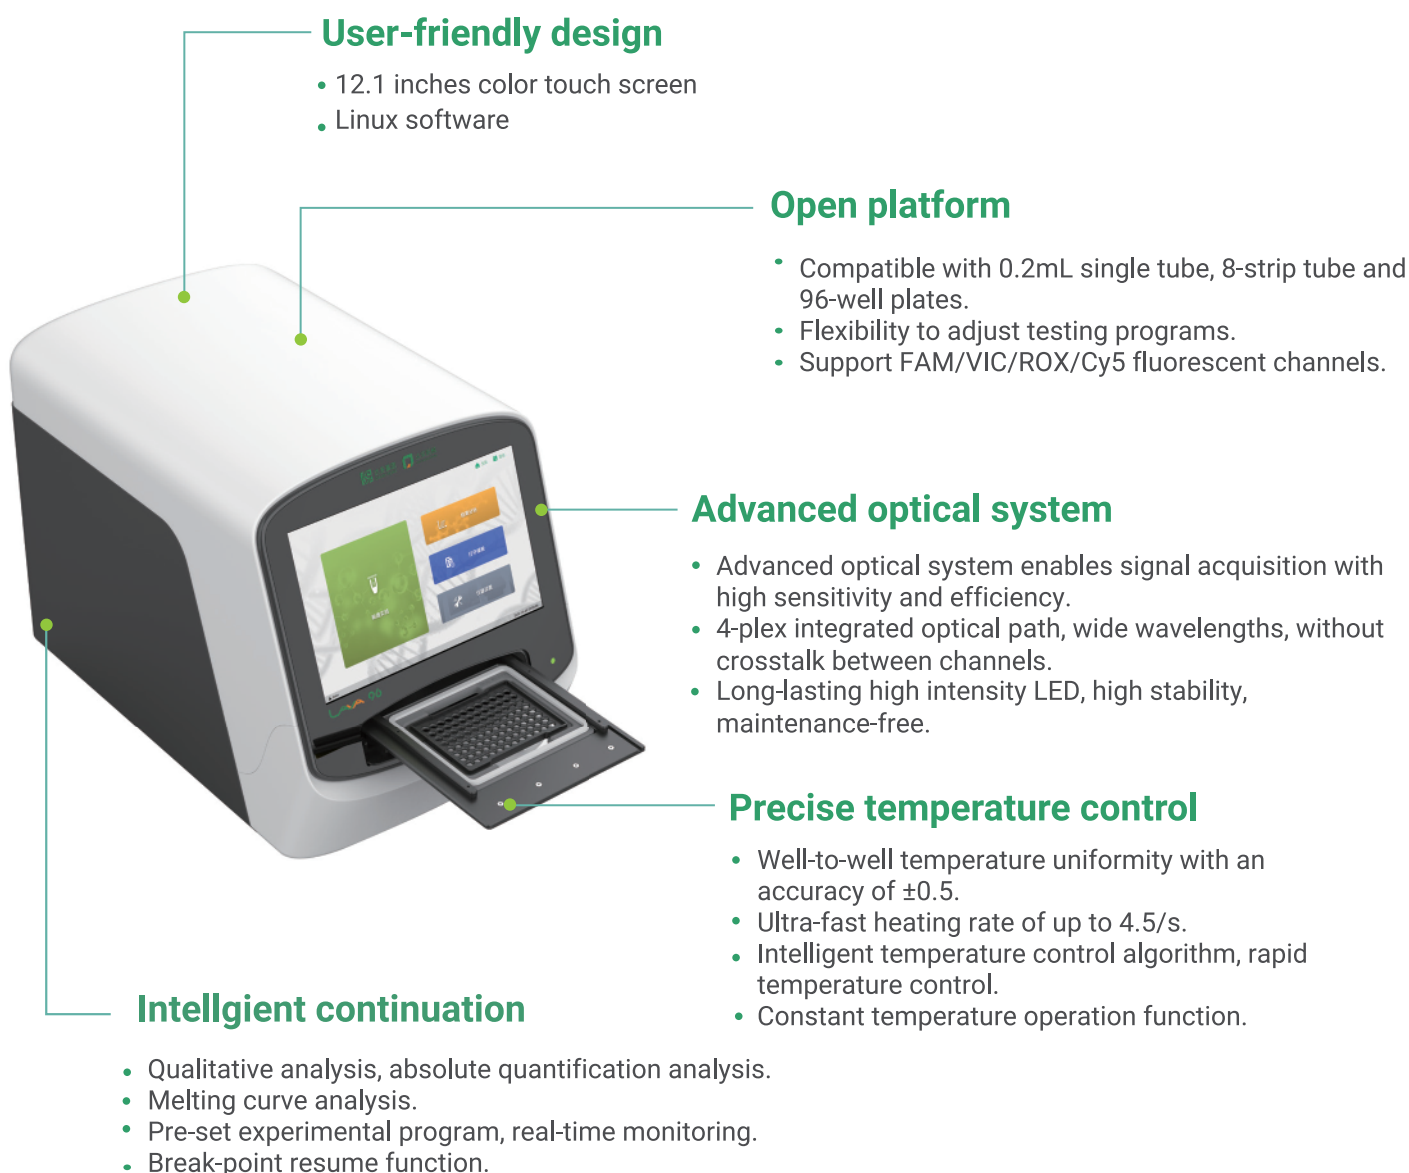 User-friendly design
• 12.1 inches color touch screen
• Linux software
Open platform
• Compatible with 0.2mL single tube, 8-strip tube and
96-well plates.
• Flexibility to adjust testing programs.
• Support FAM/VIC/ROX/Cy5 fluorescent channels.
Advanced optical system
• Advanced optical system enables signal acquisition with
high sensitivity and efficiency.
• 4-plex integrated optical path, wide wavelengths, without
crosstalk between channels.
• Long-lasting high intensity LED, high stability,
maintenance-free.
LAVA 96
Precise temperature control
• Well-to-well temperature uniformity with an
accuracy of ±0.5.
• Ultra-fast heating rate of up to 4.5/s.
• Intelligent temperature control algorithm, rapid
temperature control.
• Constant temperature operation function.
Intellgient continuation
• Qualitative analysis, absolute quantification analysis.
• Melting curve analysis.
• Pre-set experimental program, real-time monitoring.
• Break-point resume function.